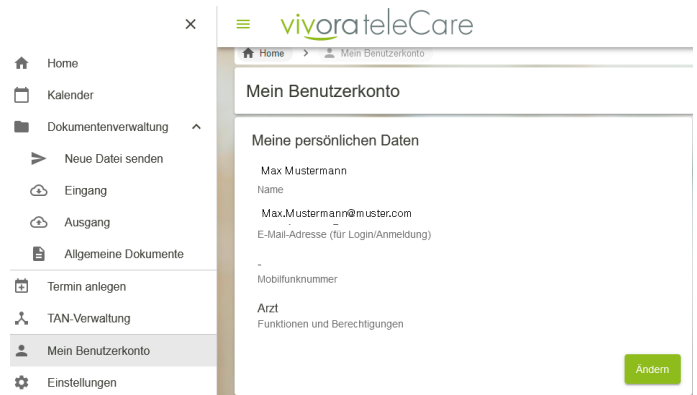 vivora teleCare
Home
Kalender
Dokumentenverwaltung
Neue Datei senden
Eingang
Ausgang
Allgemeine Dokumente
Termin anlegen
TAN-Verwaltung
Mein Benutzerkonto
Einstellungen
Home > Mein Benutzerkonto
Mein Benutzerkonto
Meine persönlichen Daten
Max Mustermann
Name
Max.Mustermann@muster.com
E-Mail-Adresse (für Login/Anmeldung)
-
Mobilfunknummer
Arzt
Funktionen und Berechtigungen
Ändern